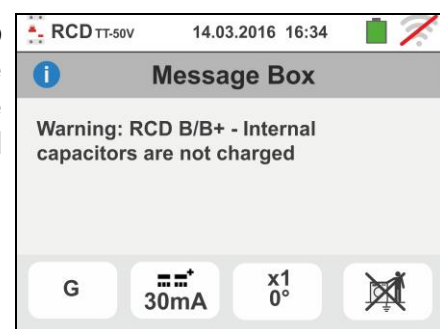 RCD TT-50V 14.03.2016 16:34
Message Box
Warning: RCD B/B+ - Internal
capacitors are not charged
G 30mA x1 0°